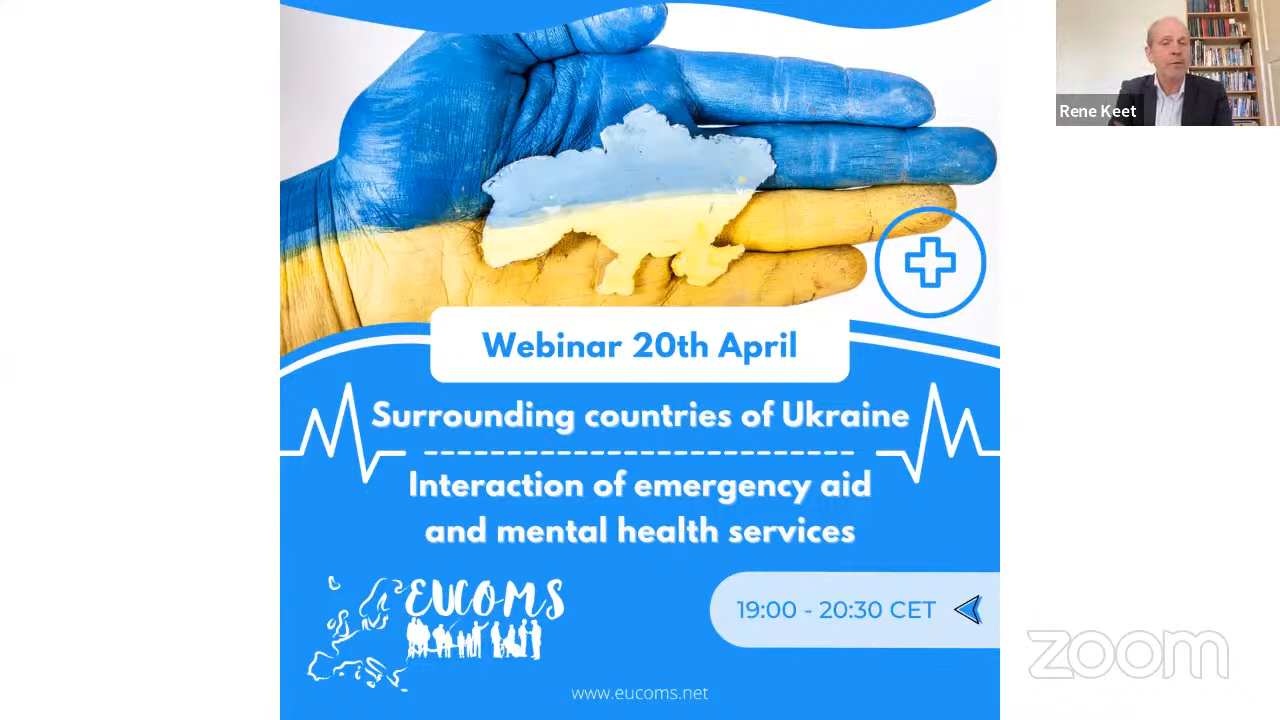 Rene Keet
Webinar 20th April
Surrounding countries of Ukraine
Interaction of emergency aid
and mental health services
EUCOMS
19:00 - 20:30 CET
www.eucoms.net
zoom